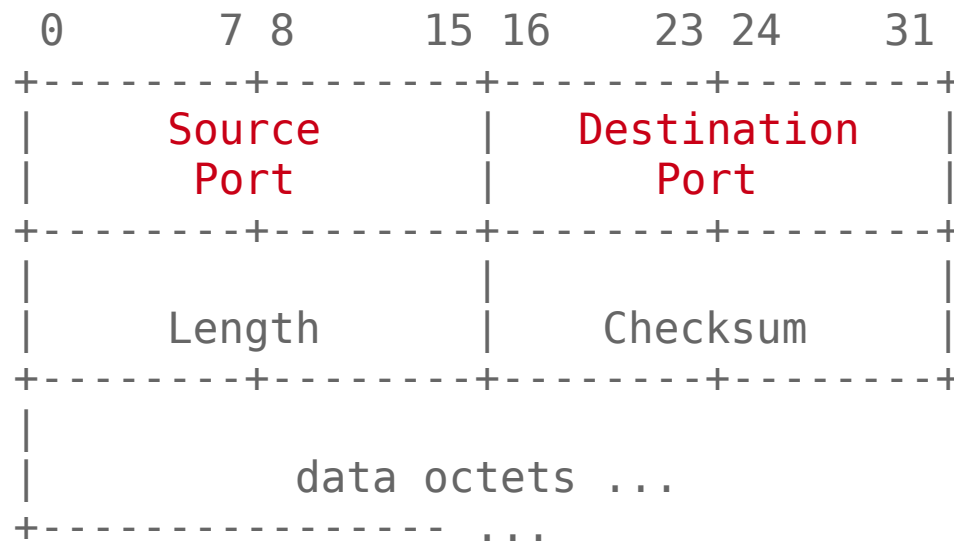 0      7 8     15 16    23 24    31
+--------+--------+--------+--------+
|     Source      |   Destination   |
|      Port       |      Port       |
+--------+--------+--------+--------+
|                 |                 |
|     Length      |    Checksum     |
+--------+--------+--------+--------+
|
|          data octets ...
+---------------- ...